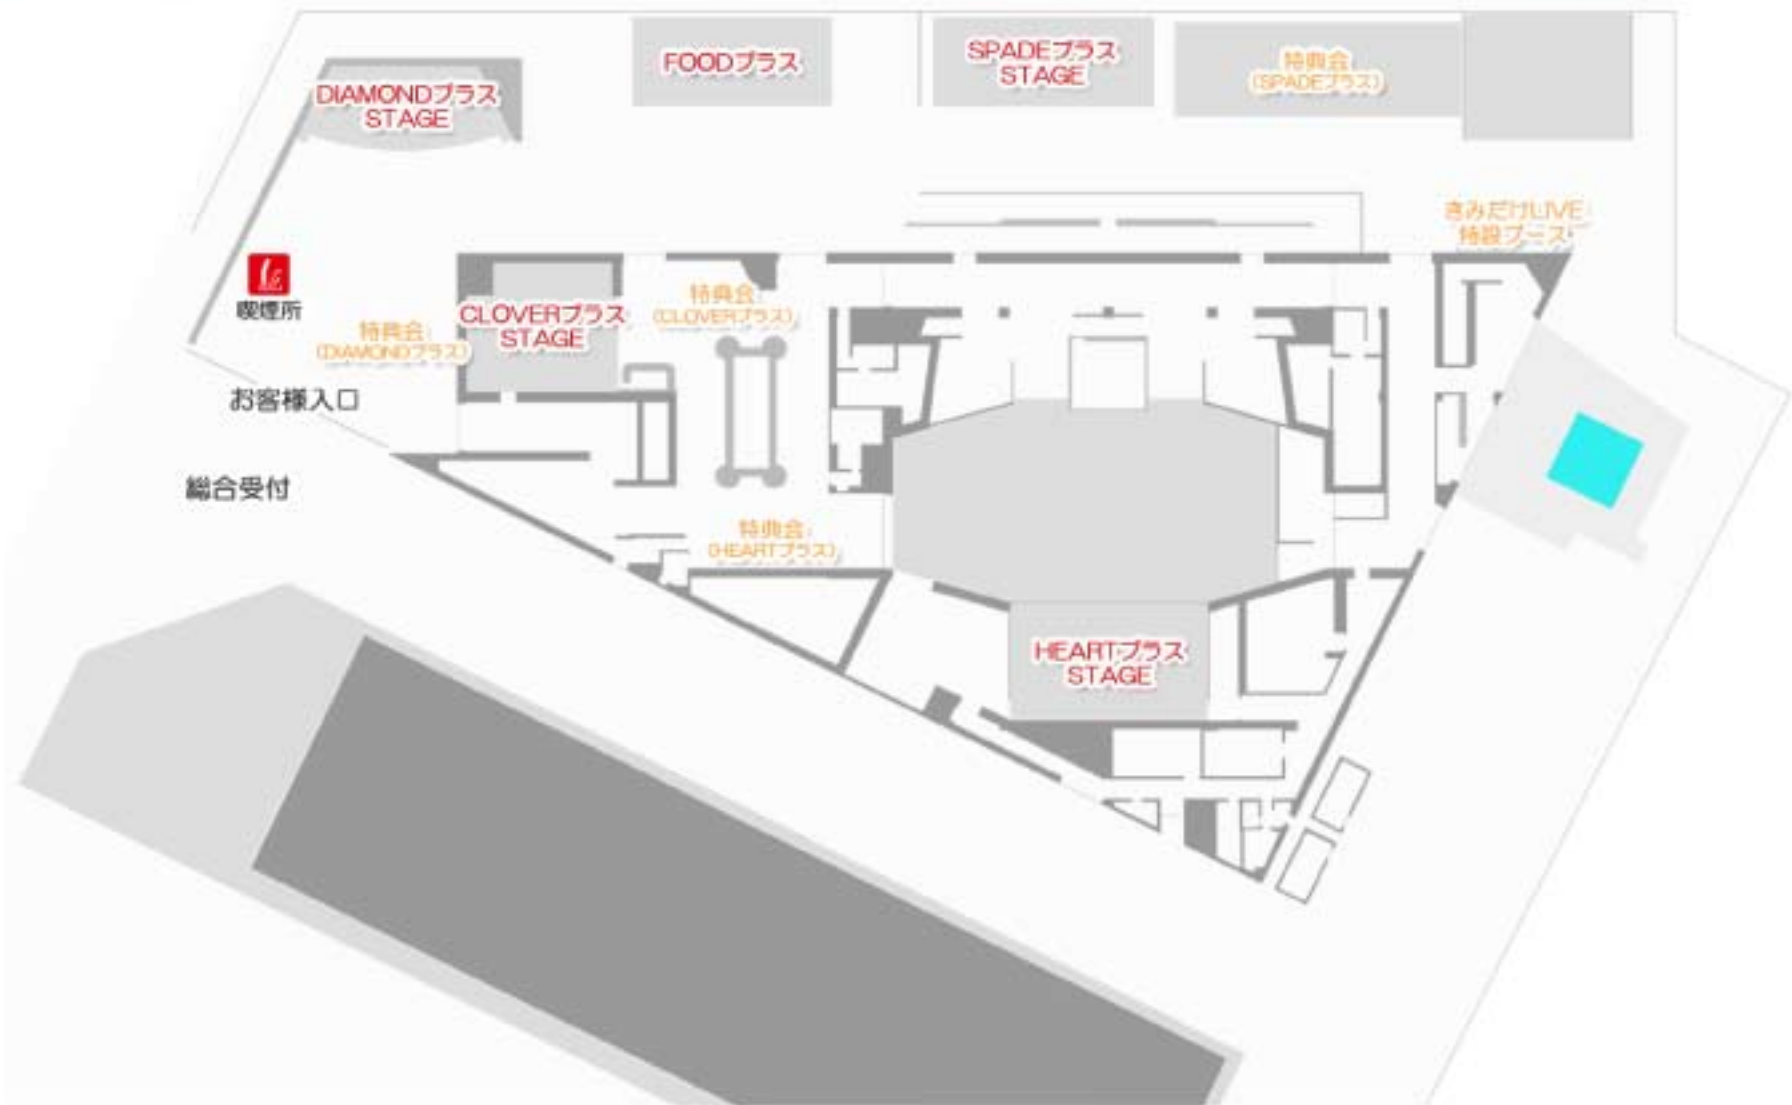 FOODプラス
SPADEプラス
STAGE
特典会
(SPADEプラス)
DIAMONDプラス
STAGE
きみだけLIVE
特設ブース
喫煙所
特典会
(DIAMONDプラス)
CLOVERプラス
STAGE
特典会
(CLOVERプラス)
お客様入口
総合受付
特典会
(HEARTプラス)
HEARTプラス
STAGE